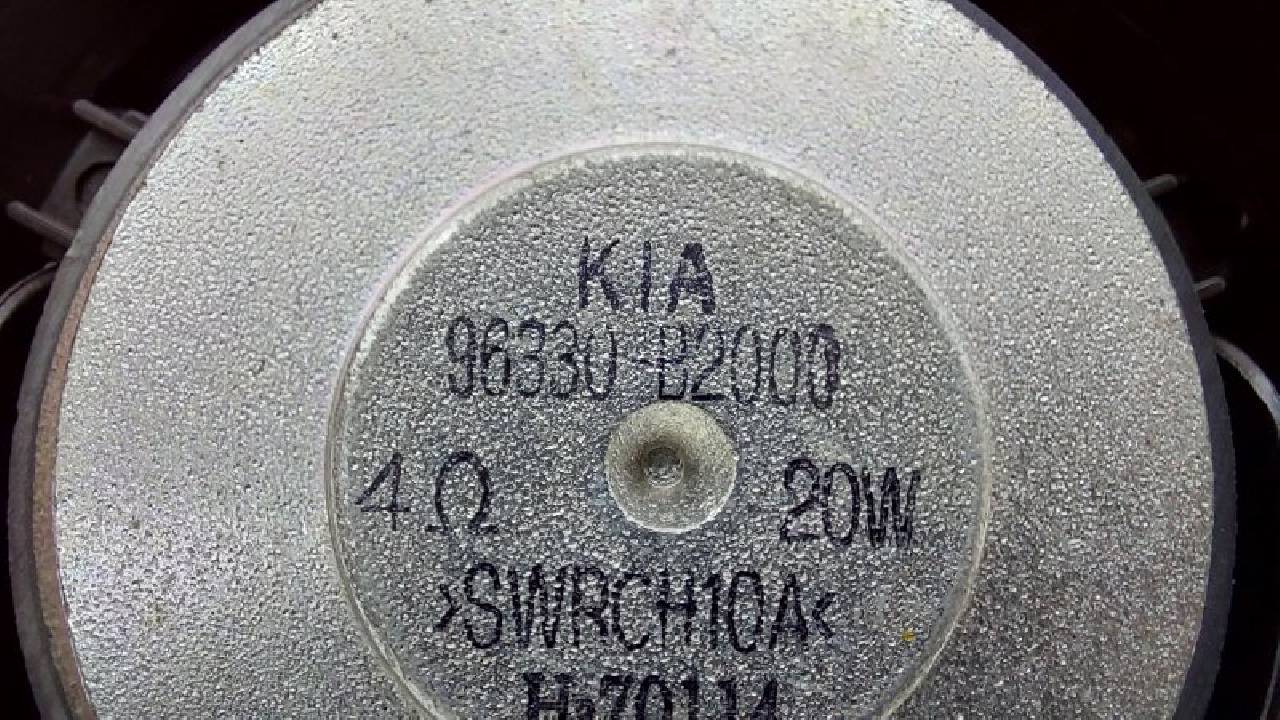 KIA
96330-B2000
4Ω 20W
>SWRCH10A<